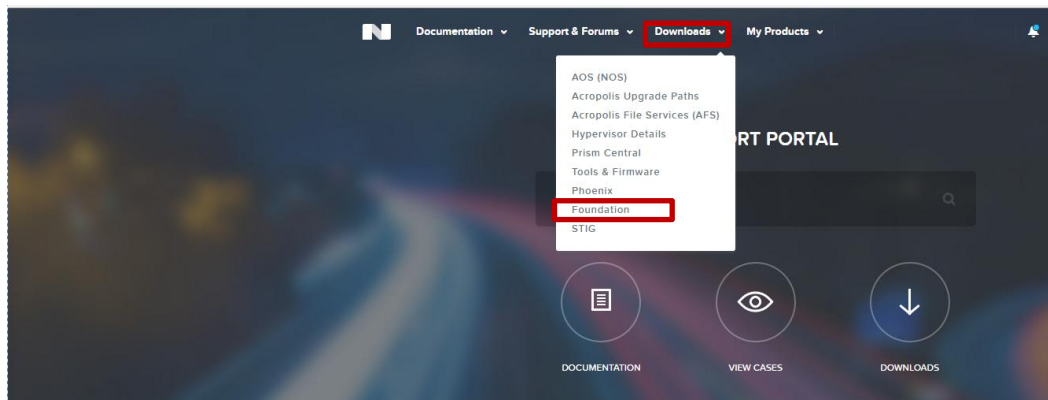 Documentation Support & Forums Downloads My Products
AOS (NOS)
Acropolis Upgrade Paths
Acropolis File Services (AFS)
Hypervisor Details
Prism Central
Tools & Firmware
Phoenix
Foundation
STIG
PORTAL
DOCUMENTATION VIEW CASES DOWNLOADS